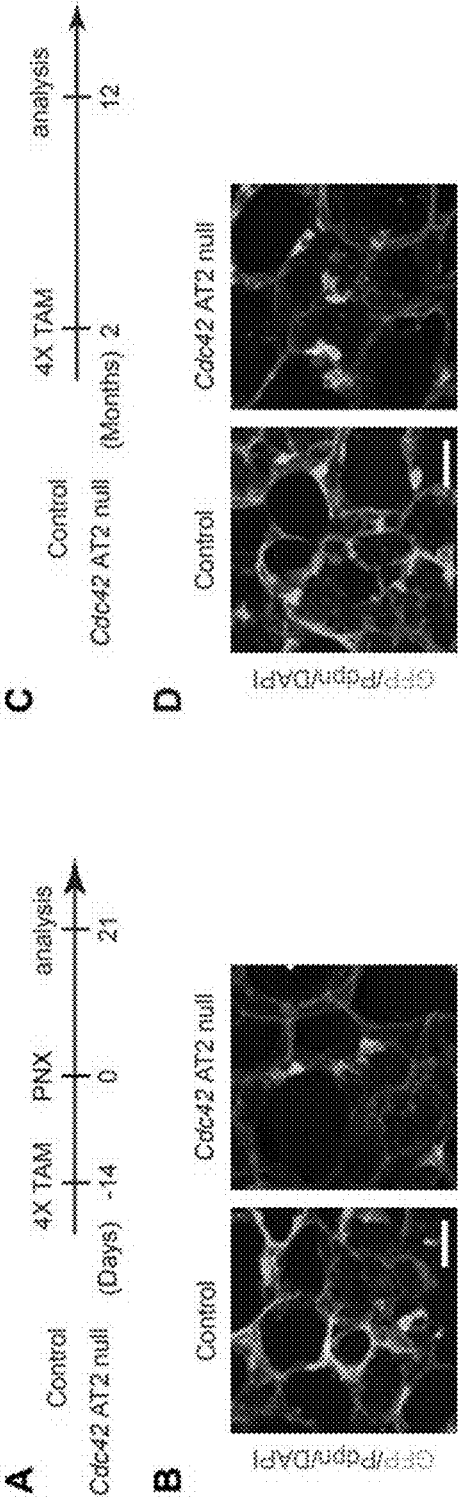 A
4X TAM PNX analysis
Control
Cdc42 AT2 null
(Days) -14 0 21
B
Control Cdc42 AT2 null
GFP/Pdpn/DAPI
C
4X TAM analysis
Control
Cdc42 AT2 null
(Months) 2 12
D
Control Cdc42 AT2 null
GFP/Pdpn/DAPI